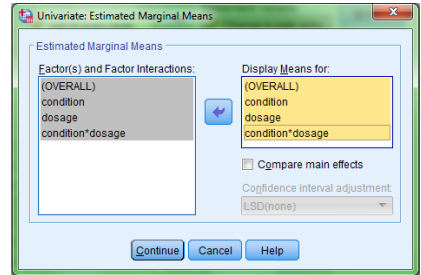 Univariate: Estimated Marginal Means
Estimated Marginal Means
Factor(s) and Factor Interactions:
(OVERALL)
condition
dosage
condition*dosage
Display Means for:
(OVERALL)
condition
dosage
condition*dosage
Compare main effects
Confidence interval adjustment:
LSD(none)
Continue
Cancel
Help